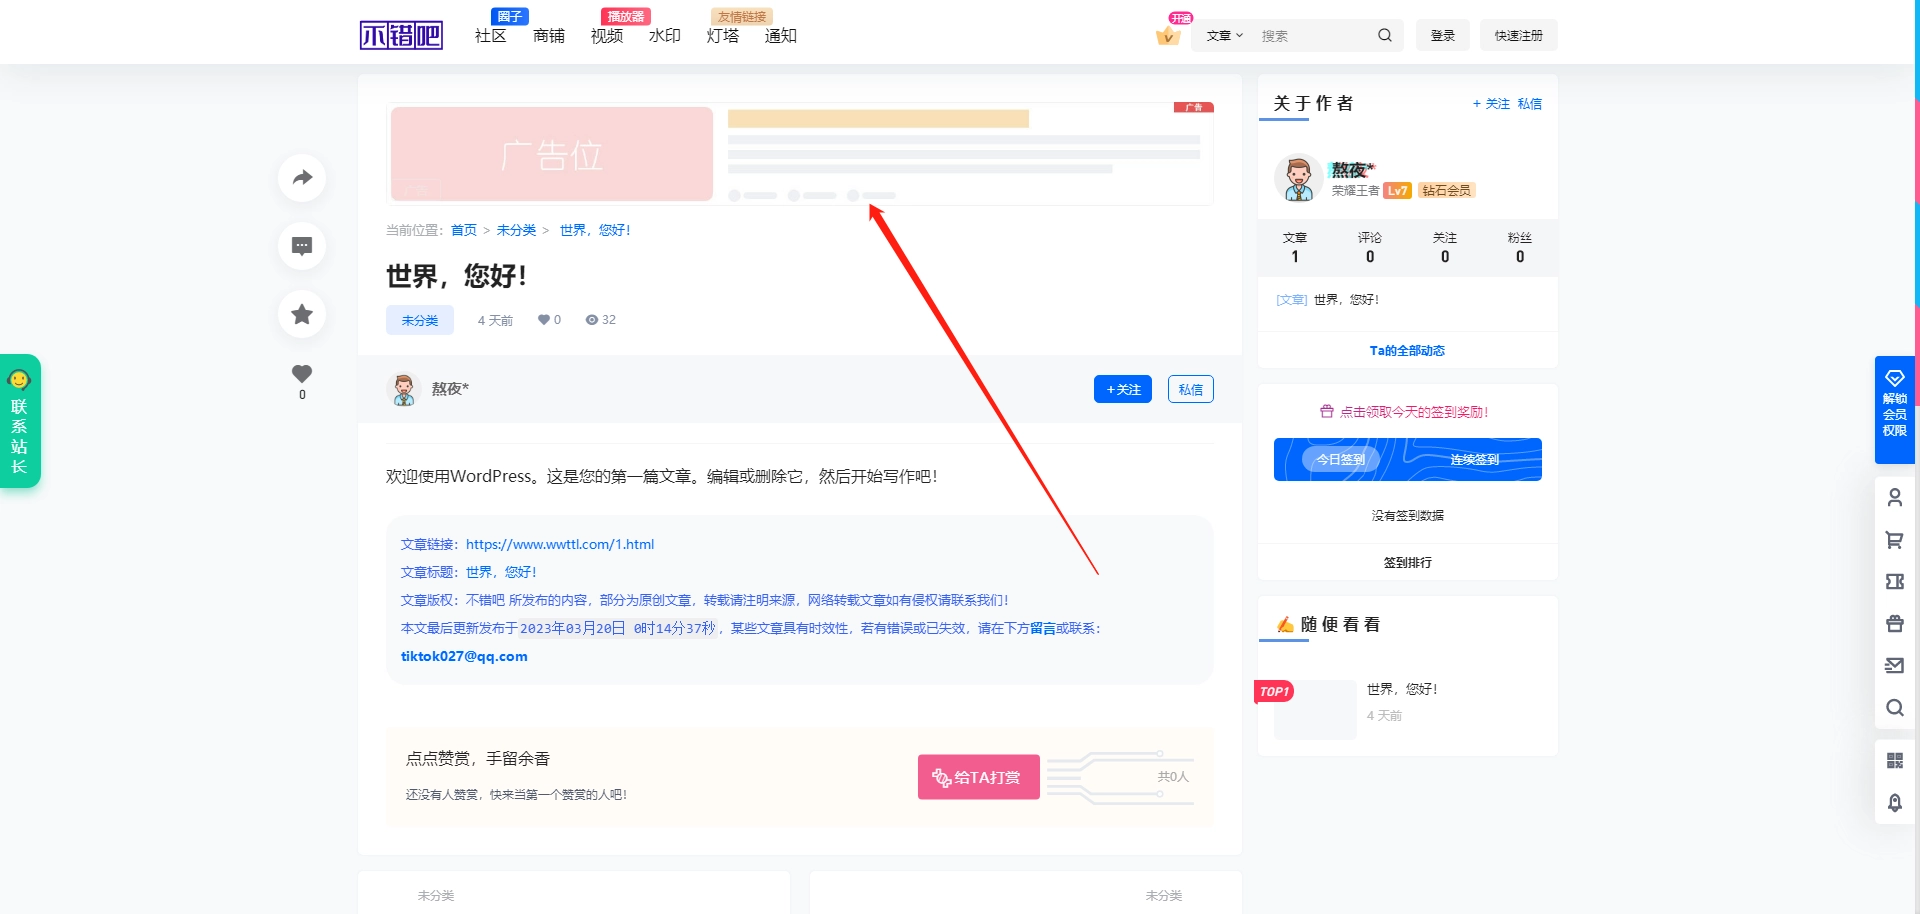 圈子
播放器
友情链接
开通
不错吧
社区 商铺 视频 水印 灯塔 通知
文章 搜索
登录
快速注册
广告
广告位
当前位置：首页 > 未分类 > 世界，您好！
世界，您好！
未分类 4 天前 0 32
熬夜*
+关注 私信
欢迎使用WordPress。这是您的第一篇文章。编辑或删除它，然后开始写作吧！
文章链接：https://www.wwttl.com/1.html
文章标题：世界，您好！
文章版权：不错吧 所发布的内容，部分为原创文章，转载请注明来源，网络转载文章如有侵权请联系我们！
本文最后更新发布于2023年03月20日 0时14分37秒，某些文章具有时效性，若有错误或已失效，请在下方留言或联系：
tiktok027@qq.com
点点赞赏，手留余香
还没有人赞赏，快来当第一个赞赏的人吧！
给TA打赏
共0人
未分类
未分类
0
联系站长
关于作者
+ 关注 私信
熬夜*
荣耀王者 Lv7 钻石会员
文章 评论 关注 粉丝
1 0 0 0
[文章] 世界，您好！
Ta的全部动态
点击领取今天的签到奖励！
今日签到 连续签到
没有签到数据
签到排行
✍随便看看
TOP1
世界，您好！
4 天前
解锁
会员
权限